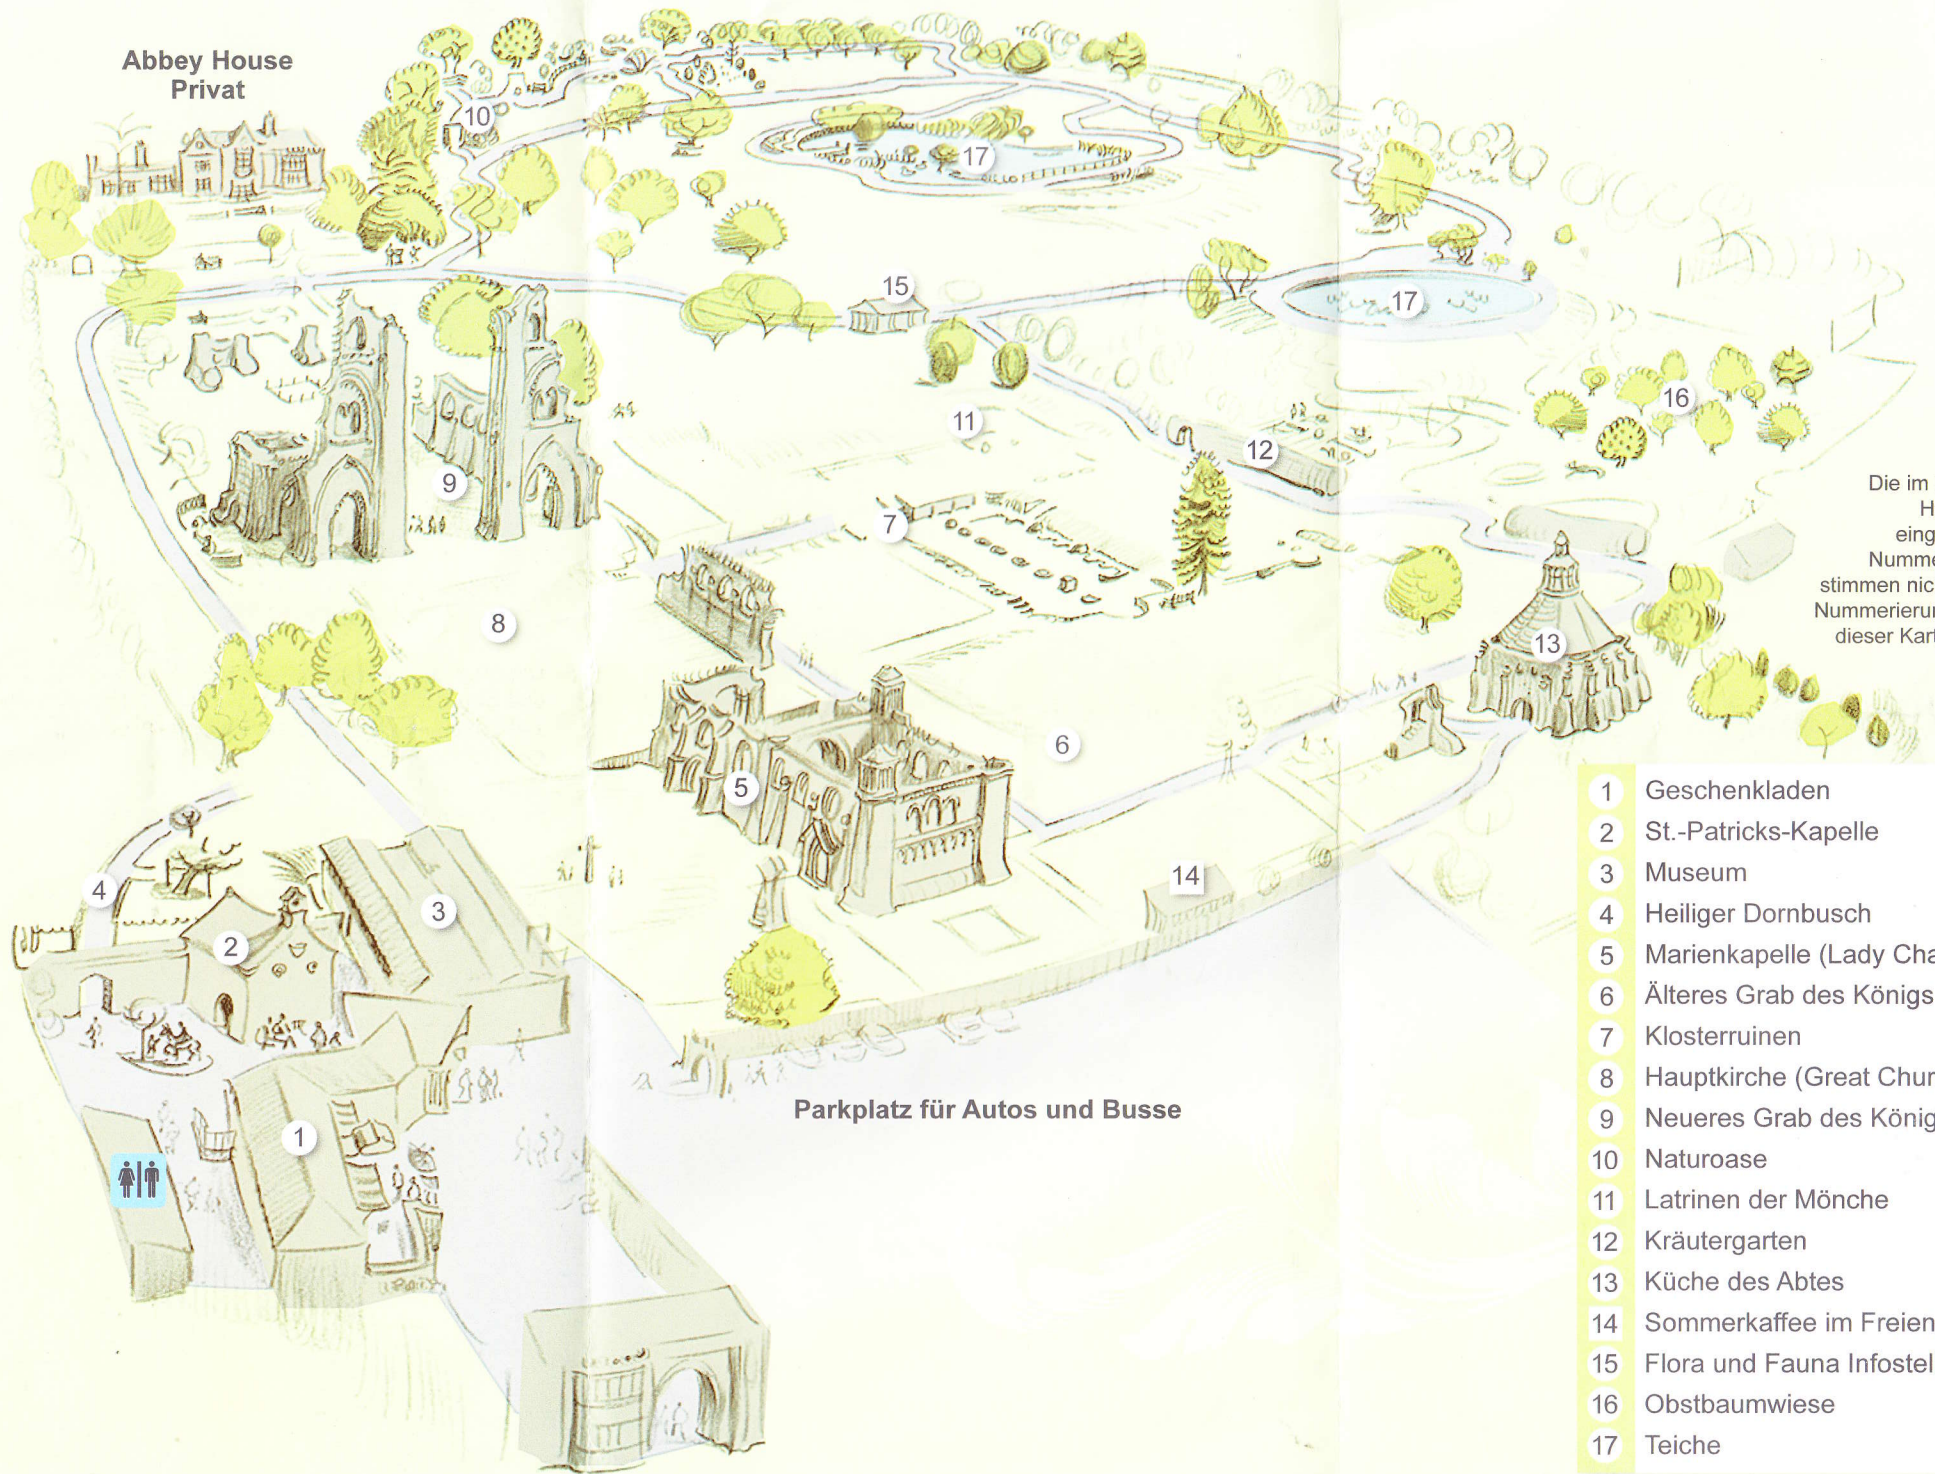 Abbey House
Privat
10
17
15
17
16
11
12
9
7
8
13
6
5
14
4
3
2
1
Die im
H
eing
Numme
stimmen nic
Nummerierun
dieser Kart
Parkplatz für Autos und Busse
1 Geschenkladen
2 St.-Patricks-Kapelle
3 Museum
4 Heiliger Dornbusch
5 Marienkapelle (Lady Cha
6 Älteres Grab des Königs
7 Klosterruinen
8 Hauptkirche (Great Chur
9 Neueres Grab des König
10 Naturoase
11 Latrinen der Mönche
12 Kräutergarten
13 Küche des Abtes
14 Sommerkaffee im Freien
15 Flora und Fauna Infostel
16 Obstbaumwiese
17 Teiche